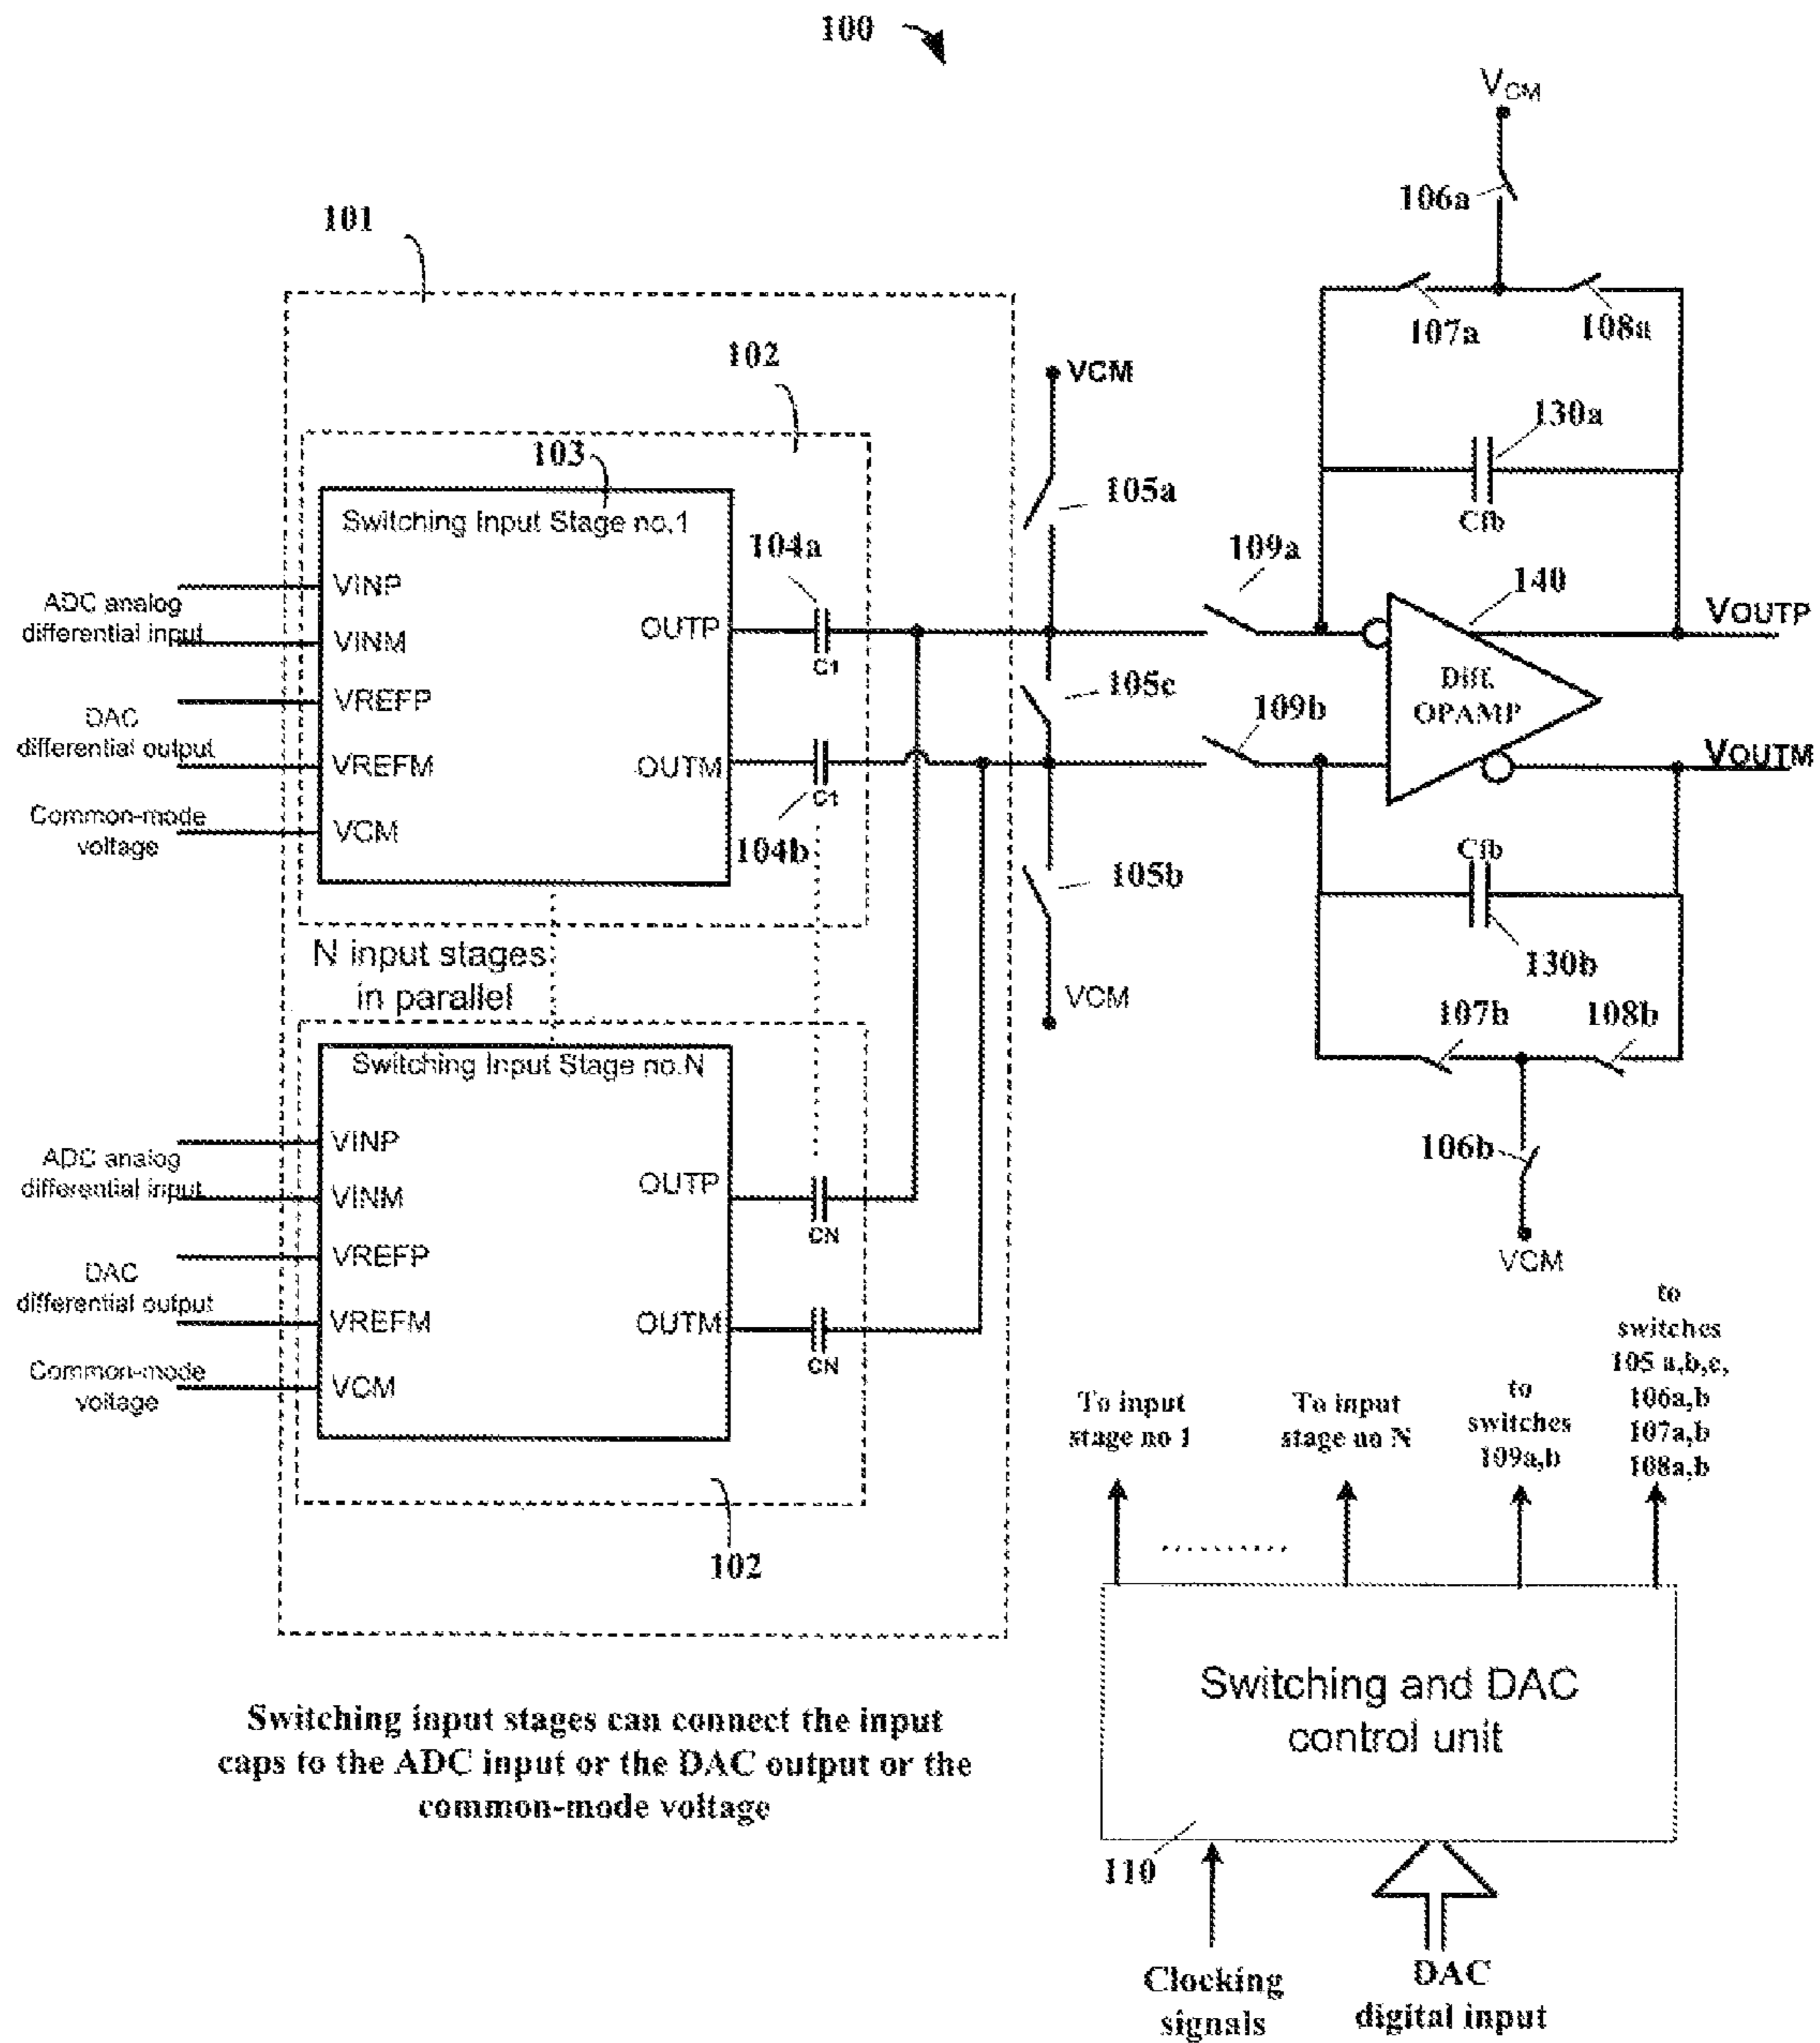 100
VCM
106a
101
107a
108a
102
VCM
130a
103
105a
Cfb
Switching Input Stage no.1
104a
109a
140
ADC analog
differential input
VINP
VINM
OUTP
C1
VOUTP
105c
Diff.
OPAMP
DAC
differential output
VREFP
VREFM
109b
OUTM
C1
VOUTM
Common-mode
voltage
VCM
104b
105b
Cfb
N input stages
in parallel
130b
VCM
107b
108b
Switching Input Stage no.N
106b
ADC analog
differential input
VINP
VINM
OUTP
CN
VCM
DAC
differential output
VREFP
VREFM
OUTM
CN
Common-mode
voltage
VCM
102
To input
stage no 1
To input
stage no N
to
switches
109a,b
to
switches
105 a,b,c,
106a,b
107a,b
108a,b
Switching and DAC
control unit
110
Switching input stages can connect the input
caps to the ADC input or the DAC output or the
common-mode voltage
Clocking
signals
DAC
digital input